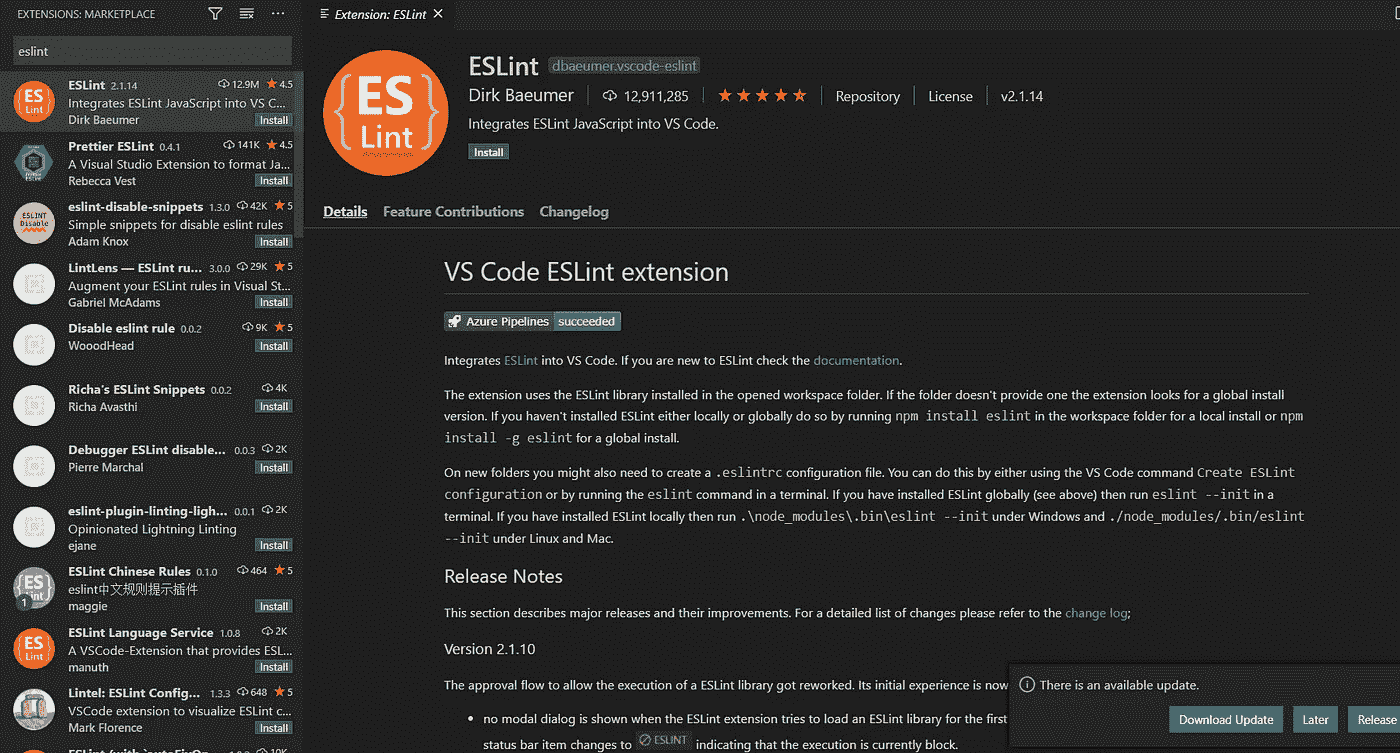 EXTENSIONS: MARKETPLACE
eslint
ESLint 2.1.14 12.9M 4.5
Integrates ESLint JavaScript into VS C...
Dirk Baeumer Install
Prettier ESLint 0.4.1 141K 4.5
A Visual Studio Extension to format Ja...
Rebecca Vest Install
eslint-disable-snippets 1.3.0 42K 5
Simple snippets for disable eslint rules
Adam Knox Install
LintLens — ESLint ru... 3.0.0 29K 5
Augment your ESLint rules in Visual St...
Gabriel McAdams Install
Disable eslint rule 0.0.2 9K 5
WooodHead Install
Richa's ESLint Snippets 0.0.2 4K
Richa Avasthi Install
Debugger ESLint disable... 0.0.3 2K
Pierre Marchal Install
eslint-plugin-linting-ligh... 0.0.1 2K
Opinionated Lightning Linting
ejane Install
ESLint Chinese Rules 0.1.0 464 5
eslint中文规则提示插件
maggie Install
ESLint Language Service 1.0.8 2K
A VSCode-Extension that provides ESL...
manuth Install
Lintel: ESLint Config... 1.3.3 648 5
VSCode extension to visualize ESLint c...
Mark Florence Install
ES Lint
ES Lint
ESLINT Disable
ES Lint
1
ES Lint
Extension: ESLint
{ES Lint}
ESLint dbaeumer.vscode-eslint
Dirk Baeumer 12,911,285 Repository License v2.1.14
Integrates ESLint JavaScript into VS Code.
Install
Details Feature Contributions Changelog
VS Code ESLint extension
Azure Pipelines succeeded
Integrates ESLint into VS Code. If you are new to ESLint check the documentation.
The extension uses the ESLint library installed in the opened workspace folder. If the folder doesn't provide one the extension looks for a global install
version. If you haven't installed ESLint either locally or globally do so by running npm install eslint in the workspace folder for a local install or npm
install -g eslint for a global install.
On new folders you might also need to create a .eslintrc configuration file. You can do this by either using the VS Code command Create ESLint
configuration or by running the eslint command in a terminal. If you have installed ESLint globally (see above) then run eslint --init in a
terminal. If you have installed ESLint locally then run .\node_modules\.bin\eslint --init under Windows and ./node_modules/.bin/eslint
--init under Linux and Mac.
Release Notes
This section describes major releases and their improvements. For a detailed list of changes please refer to the change log;
Version 2.1.10
The approval flow to allow the execution of a ESLint library got reworked. Its initial experience is now
no modal dialog is shown when the ESLint extension tries to load an ESLint library for the first
status bar item changes to ESLINT indicating that the execution is currently block.
There is an available update.
Download Update Later Release